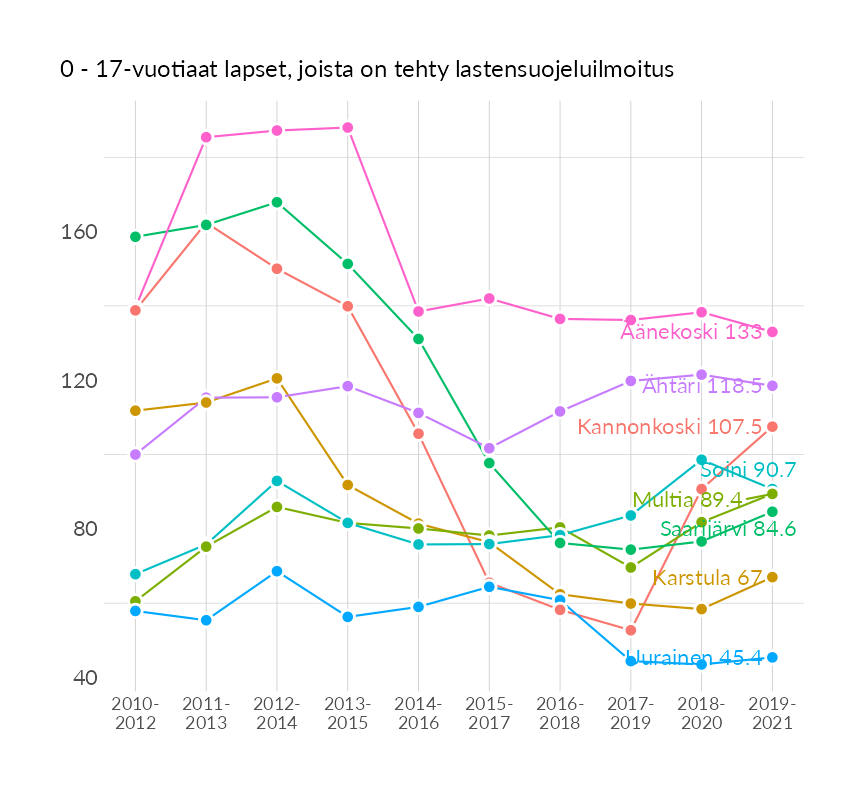 0 - 17-vuotiaat lapset, joista on tehty lastensuojeluilmoitus
160
120
80
40
Äänekoski 133
Ähtäri 118.5
Kannonkoski 107.5
Soini 90.7
Multia 89.4
Saarijärvi 84.6
Karstula 67
Uurainen 45.4
2010-
2012
2011-
2013
2012-
2014
2013-
2015
2014-
2016
2015-
2017
2016-
2018
2017-
2019
2018-
2020
2019-
2021